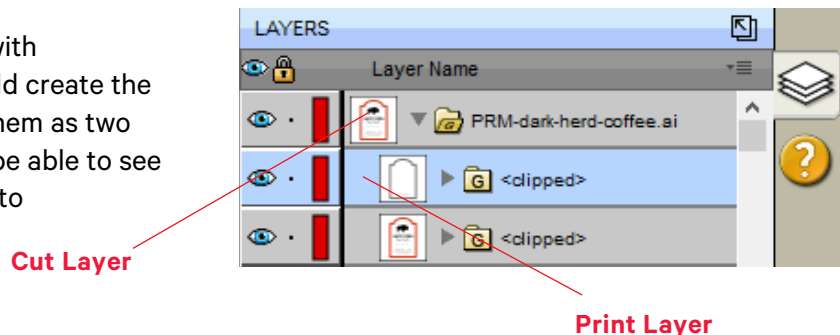 with
ld create the
hem as two
be able to see
to
Cut Layer
LAYERS
Layer Name
PRM-dark-herd-coffee.ai
G <clipped>
G <clipped>
?
Print Layer